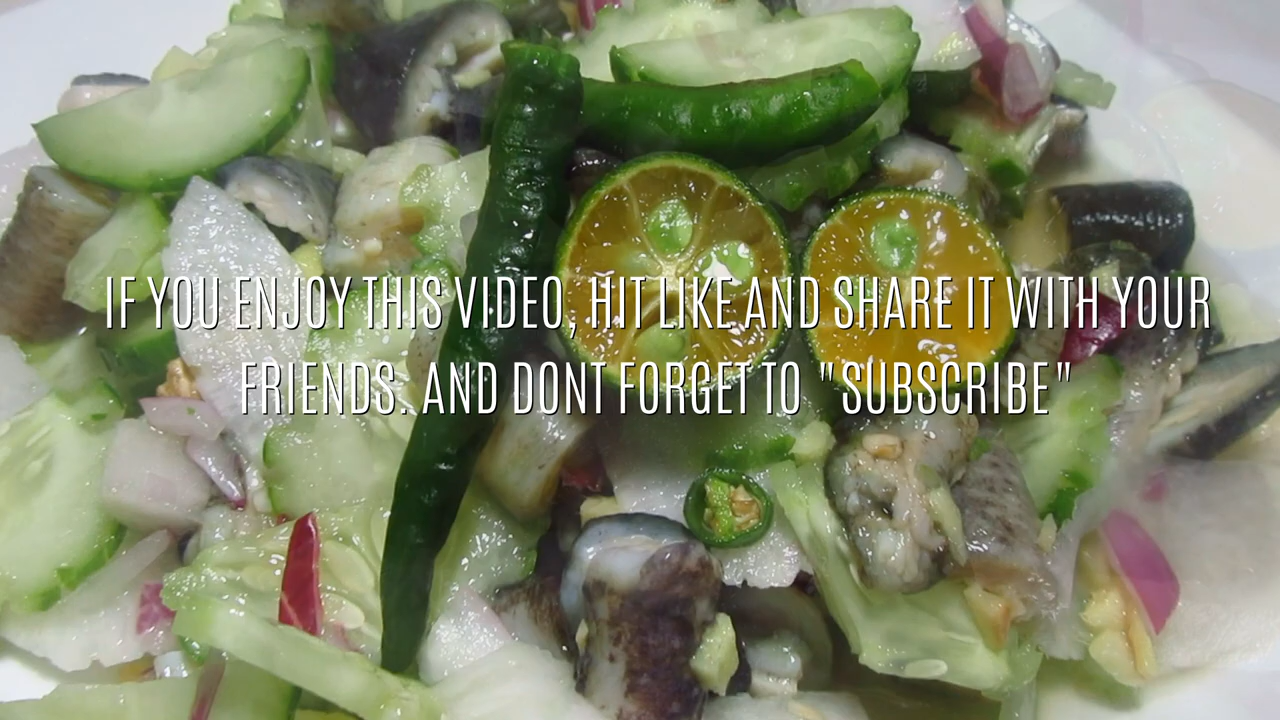 IF YOU ENJOY THIS VIDEO, HIT LIKE AND SHARE IT WITH YOUR
FRIENDS. AND DONT FORGET TO "SUBSCRIBE"